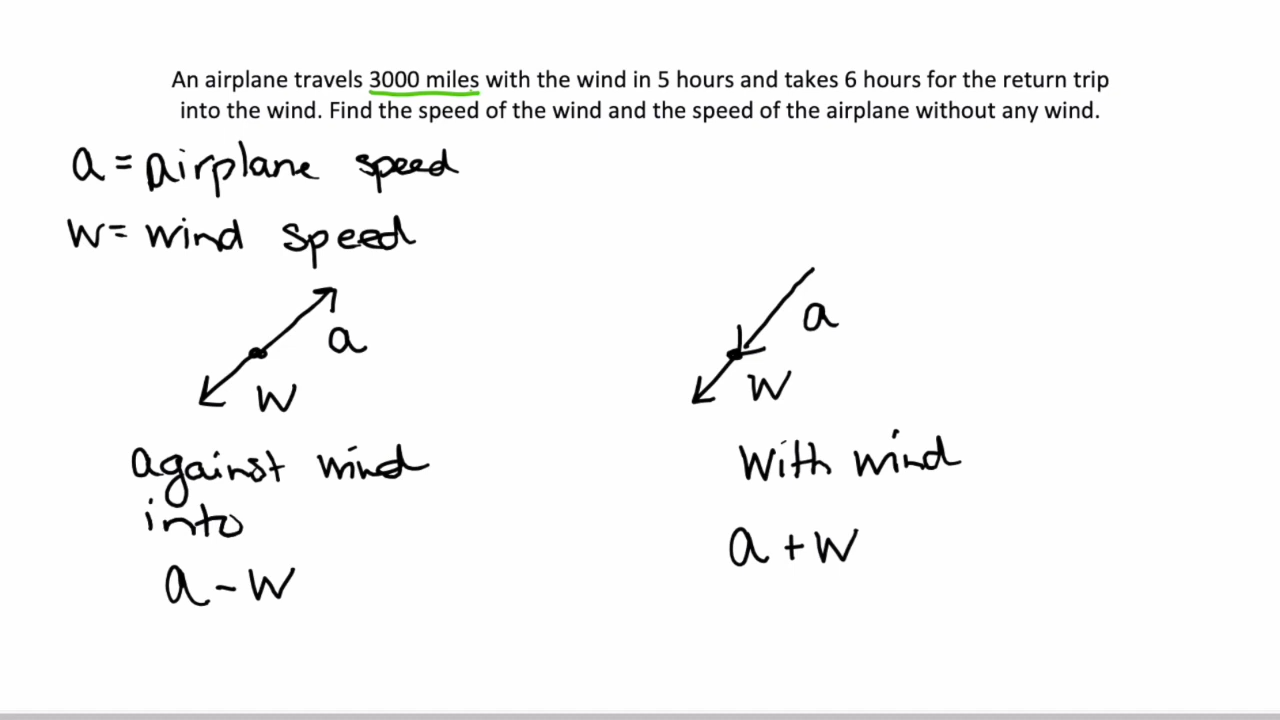 An airplane travels 3000 miles with the wind in 5 hours and takes 6 hours for the return trip
into the wind. Find the speed of the wind and the speed of the airplane without any wind.
a = airplane speed
w = wind speed
a
w
against wind
into
a - w
a
w
with wind
a + w